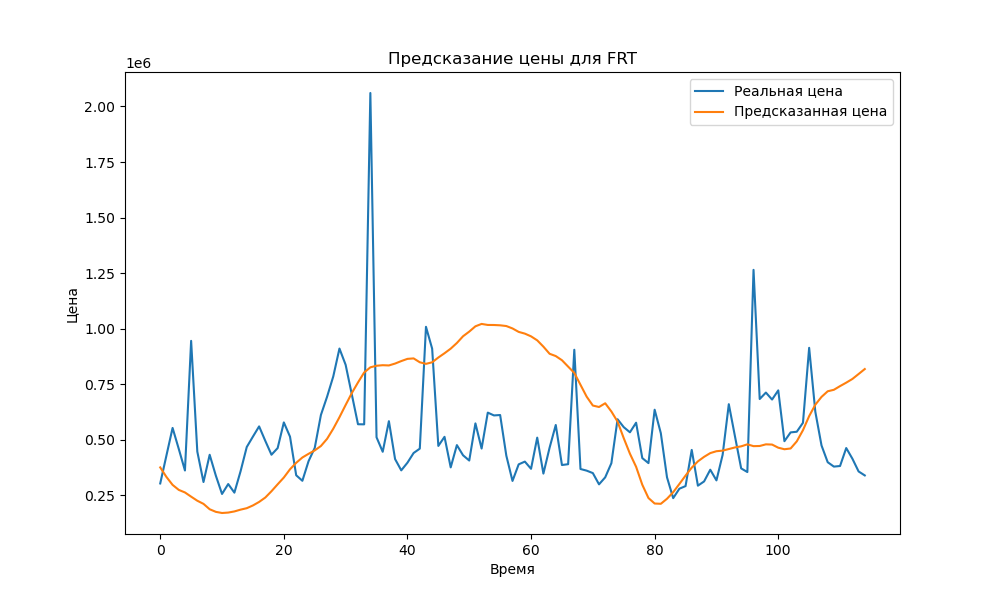 Предсказание цены для FRT
1e6
Реальная цена
Предсказанная цена
2.00
1.75
1.50
1.25
1.00
0.75
0.50
0.25
Цена
0 20 40 60 80 100
Время